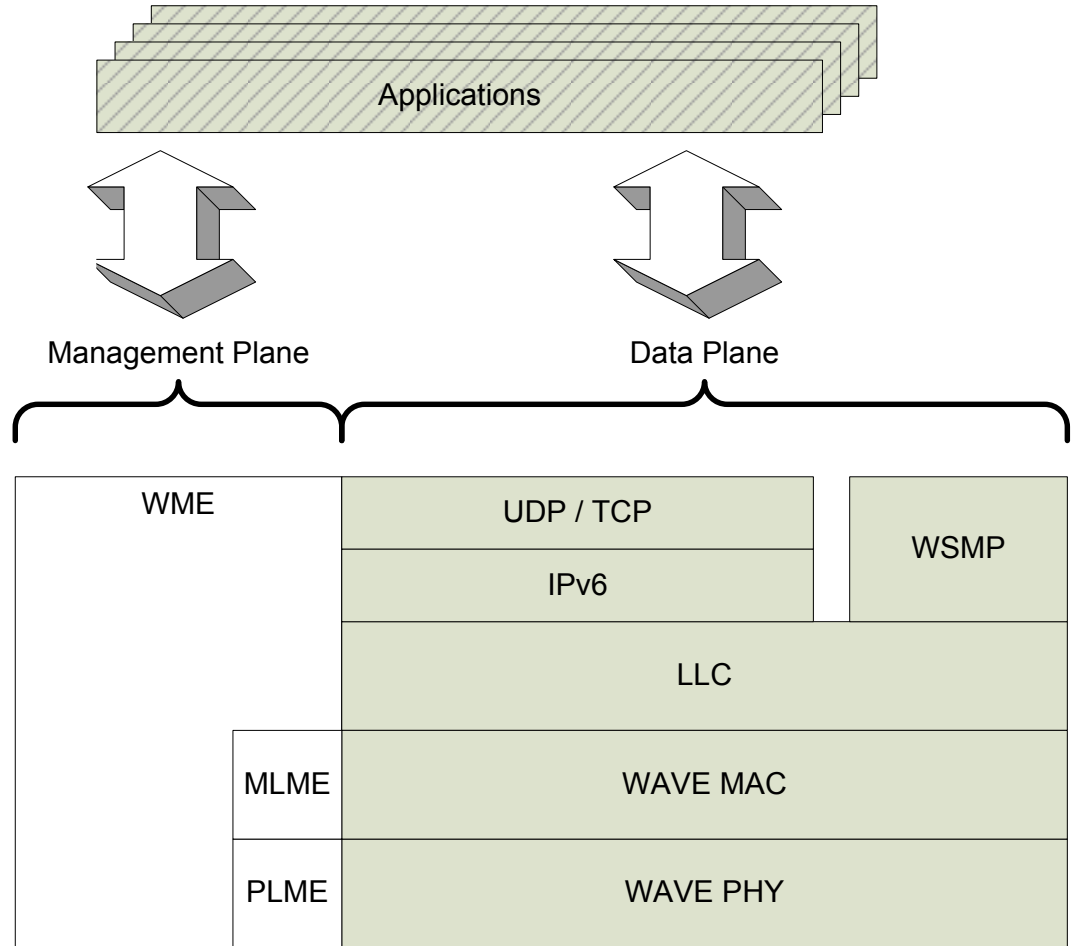 Applications
Management Plane
Data Plane
WME
UDP / TCP
WSMP
IPv6
LLC
MLME
WAVE MAC
PLME
WAVE PHY